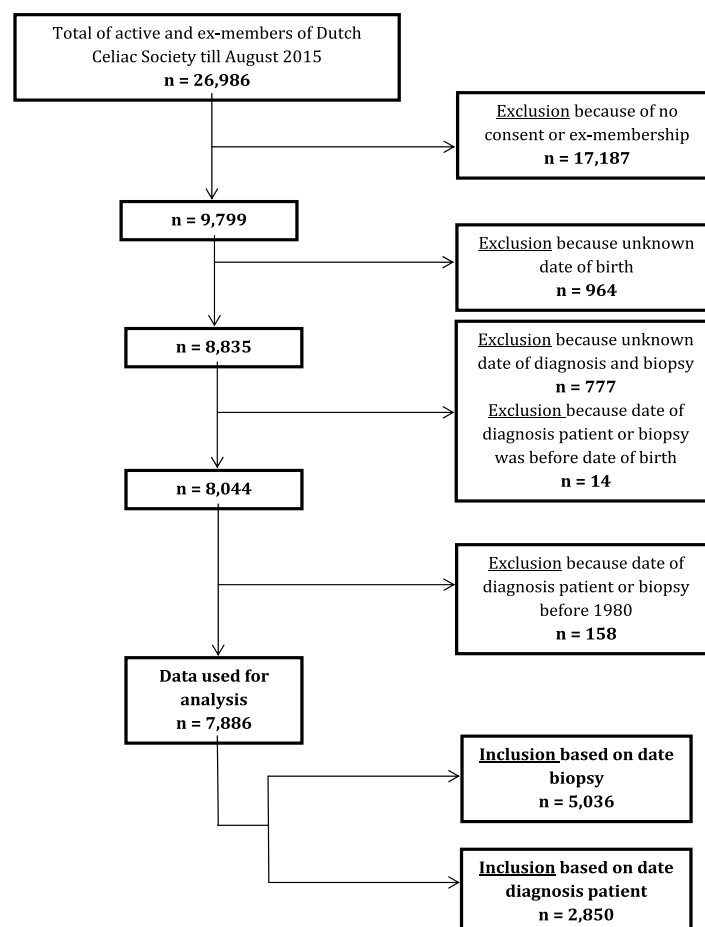 Total of active and ex-members of Dutch
Celiac Society till August 2015
n = 26,986
Exclusion because of no
consent or ex-membership
n = 17,187
n = 9,799
Exclusion because unknown
date of birth
n = 964
n = 8,835
Exclusion because unknown
date of diagnosis and biopsy
n = 777
Exclusion because date of
diagnosis patient or biopsy
was before date of birth
n = 14
n = 8,044
Exclusion because date of
diagnosis patient or biopsy
before 1980
n = 158
Data used for
analysis
n = 7,886
Inclusion based on date
biopsy
n = 5,036
Inclusion based on date
diagnosis patient
n = 2,850